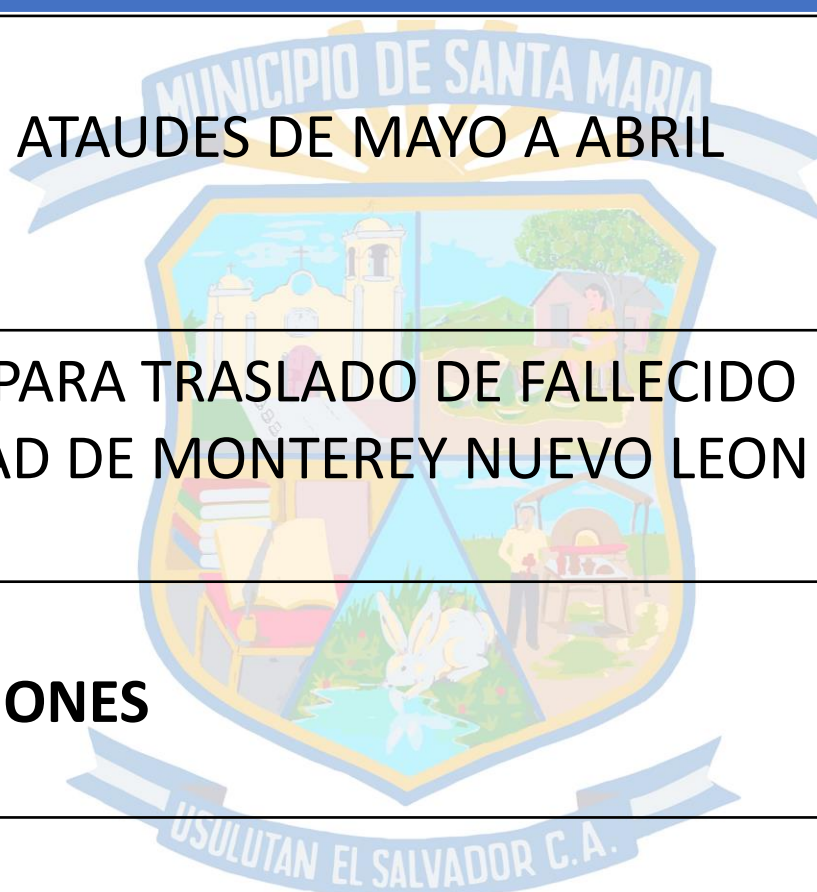 MUNICIPIO DE SANTA MARIA
ATAUDES DE MAYO A ABRIL
PARA TRASLADO DE FALLECIDO
AD DE MONTEREY NUEVO LEON
ONES
USULUTAN EL SALVADOR C.A.